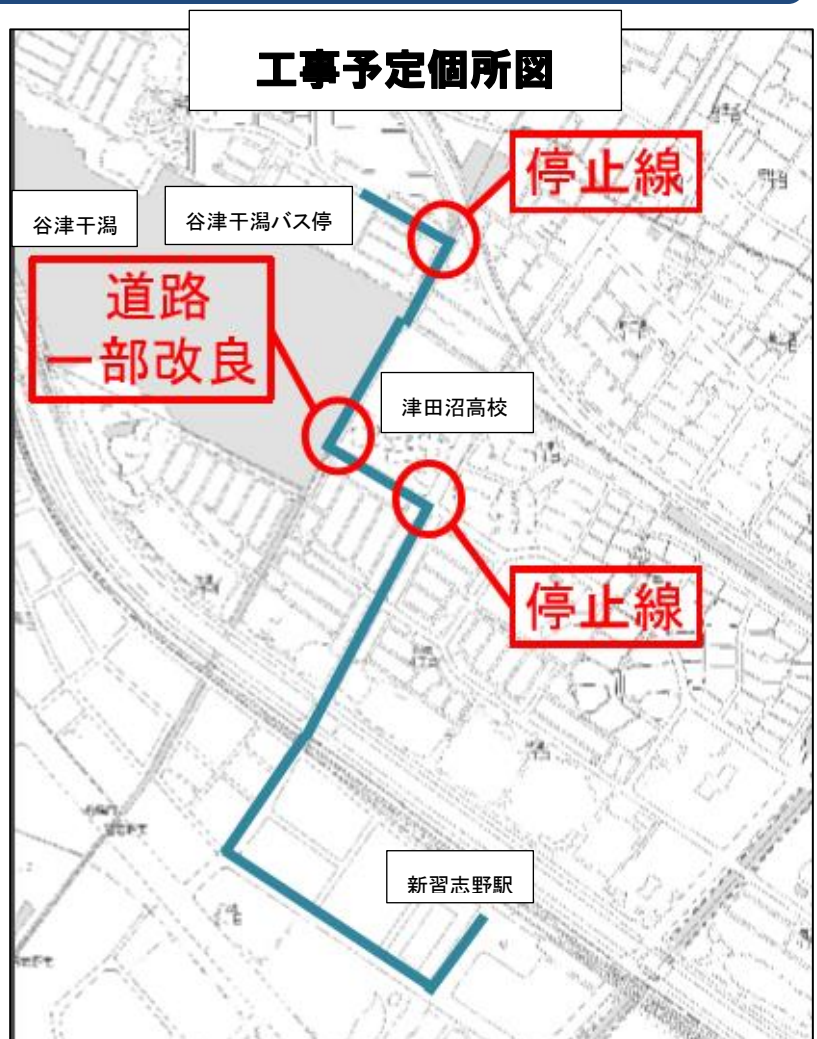 工事予定個所図
停止線
谷津干潟
谷津干潟バス停
道路
一部改良
津田沼高校
停止線
新習志野駅